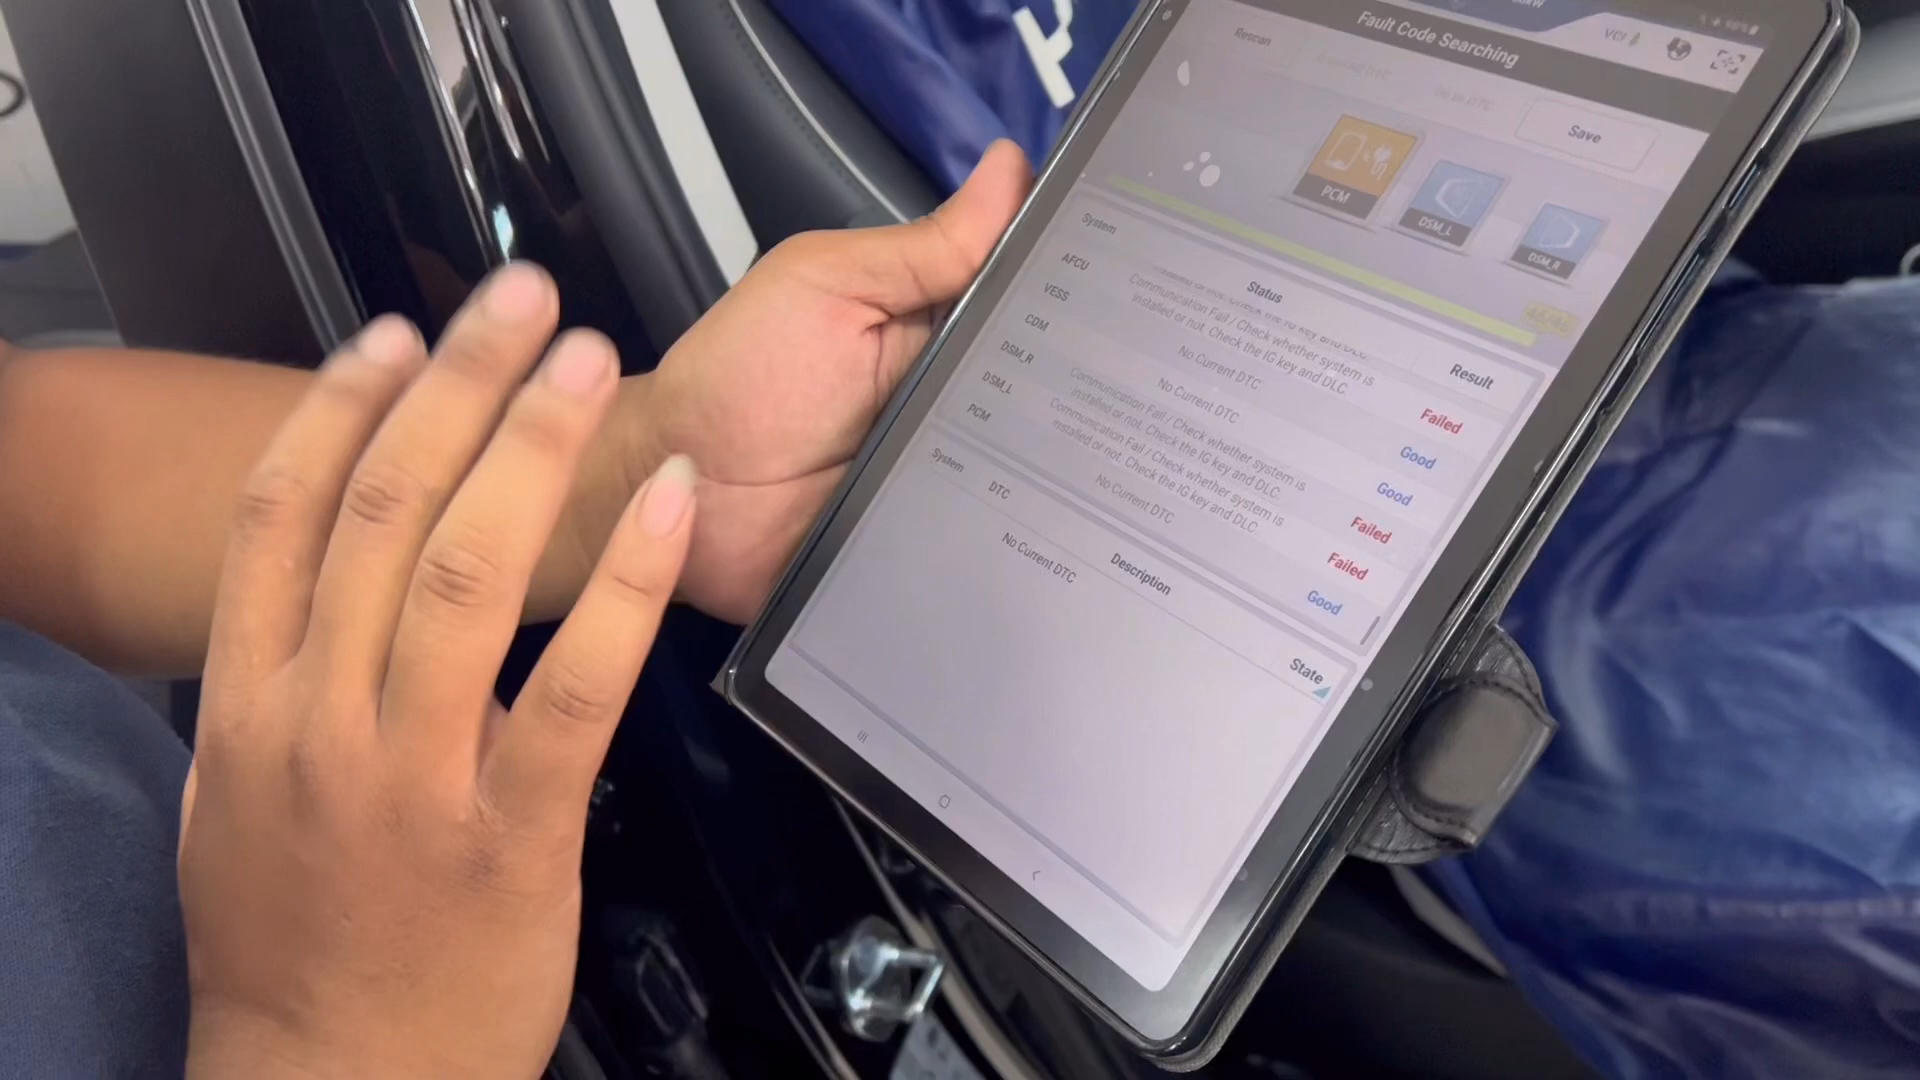 Fault Code Searching
VCI
Rescan
Save
PCM
DSM_L
DSM_R
System
Status
Result
AFCU
Communication Fail / Check whether system is
installed or not. Check the IG key and DLC.
Failed
VESS
No Current DTC
Good
CDM
No Current DTC
Good
DSM_R
Communication Fail / Check whether system is
installed or not. Check the IG key and DLC.
Failed
DSM_L
Communication Fail / Check whether system is
installed or not. Check the IG key and DLC.
Failed
PCM
No Current DTC
Good
System
DTC
Description
State
No Current DTC